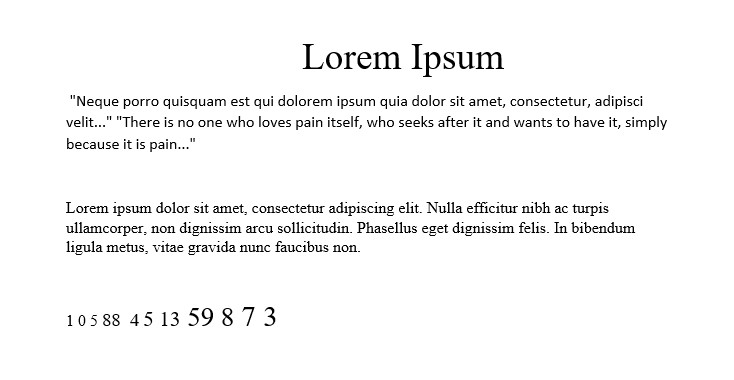 Lorem Ipsum
"Neque porro quisquam est qui dolorem ipsum quia dolor sit amet, consectetur, adipisci
velit..." "There is no one who loves pain itself, who seeks after it and wants to have it, simply
because it is pain..."
Lorem ipsum dolor sit amet, consectetur adipiscing elit. Nulla efficitur nibh ac turpis
ullamcorper, non dignissim arcu sollicitudin. Phasellus eget dignissim felis. In bibendum
ligula metus, vitae gravida nunc faucibus non.
1 0 5 88 4 5 13 59 8 7 3